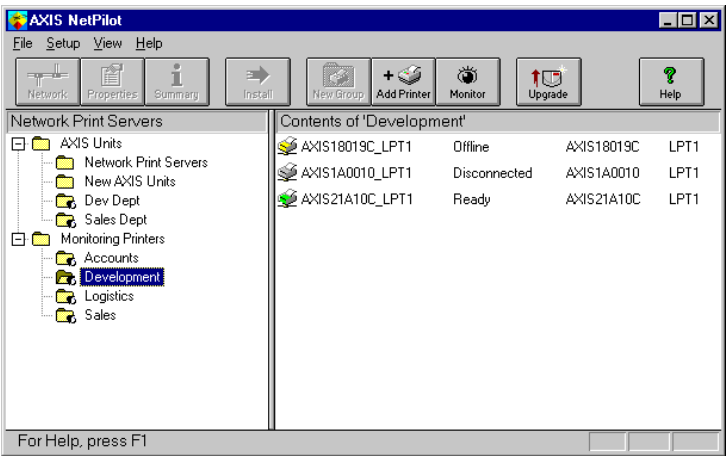 AXIS NetPilot
File Setup View Help
Network Properties Summary Install New Group Add Printer Monitor Upgrade Help
Network Print Servers
Contents of 'Development'
AXIS Units
Network Print Servers
New AXIS Units
Dev Dept
Sales Dept
Monitoring Printers
Accounts
Development
Logistics
Sales
AXIS18019C_LPT1 Offline AXIS18019C LPT1
AXIS1A0010_LPT1 Disconnected AXIS1A0010 LPT1
AXIS21A10C_LPT1 Ready AXIS21A10C LPT1
For Help, press F1